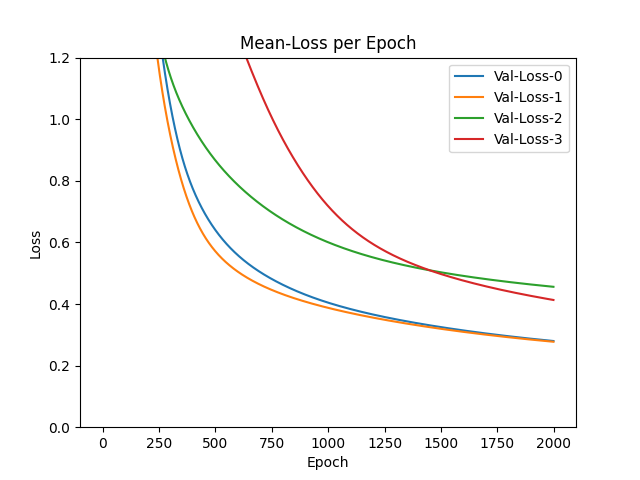 Mean-Loss per Epoch
1.2
1.0
0.8
0.6
0.4
0.2
0.0
Loss
Val-Loss-0
Val-Loss-1
Val-Loss-2
Val-Loss-3
0 250 500 750 1000 1250 1500 1750 2000
Epoch